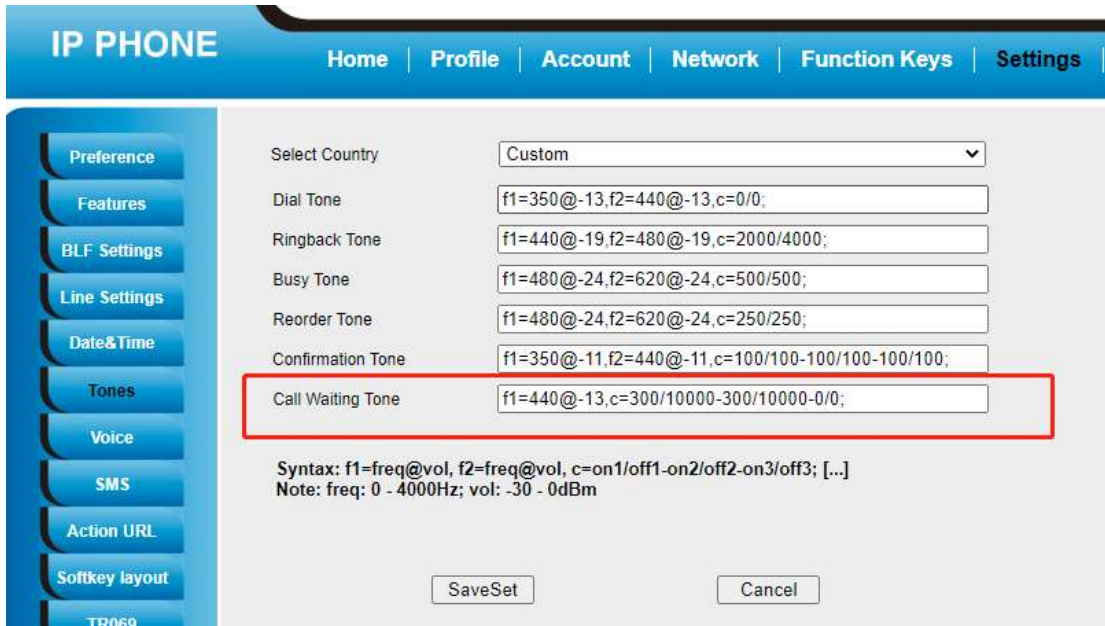 IP PHONE
Home Profile Account Network Function Keys Settings
Preference
Features
BLF Settings
Line Settings
Date&Time
Tones
Voice
SMS
Action URL
Softkey layout
TR069
Select Country Custom
Dial Tone f1=350@-13,f2=440@-13,c=0/0;
Ringback Tone f1=440@-19,f2=480@-19,c=2000/4000;
Busy Tone f1=480@-24,f2=620@-24,c=500/500;
Reorder Tone f1=480@-24,f2=620@-24,c=250/250;
Confirmation Tone f1=350@-11,f2=440@-11,c=100/100-100/100-100/100;
Call Waiting Tone f1=440@-13,c=300/10000-300/10000-0/0;
Syntax: f1=freq@vol, f2=freq@vol, c=on1/off1-on2/off2-on3/off3; [...]
Note: freq: 0 - 4000Hz; vol: -30 - 0dBm
SaveSet Cancel